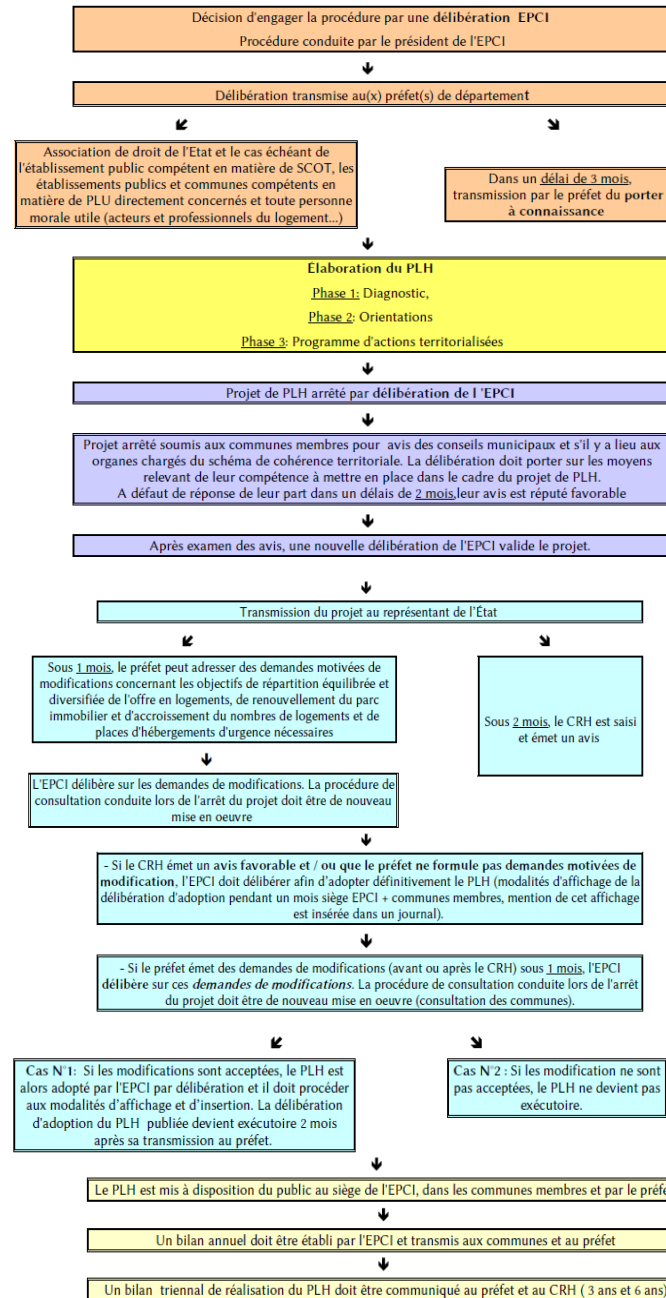 Décision d'engager la procédure par une délibération EPCI
Procédure conduite par le président de l'EPCI
Délibération transmise au(x) préfet(s) de département
Association de droit de l'Etat et le cas échéant de
l'établissement public compétent en matière de SCOT, les
établissements publics et communes compétents en
matière de PLU directement concernés et toute personne
morale utile (acteurs et professionnels du logement...)
Dans un délai de 3 mois,
transmission par le préfet du porter
à connaissance
Élaboration du PLH
Phase 1: Diagnostic,
Phase 2: Orientations
Phase 3: Programme d'actions territorialisées
Projet de PLH arrêté par délibération de l 'EPCI
Projet arrêté soumis aux communes membres pour avis des conseils municipaux et s'il y a lieu aux
organes chargés du schéma de cohérence territoriale. La délibération doit porter sur les moyens
relevant de leur compétence à mettre en place dans le cadre du projet de PLH.
A défaut de réponse de leur part dans un délais de 2 mois,leur avis est réputé favorable
Après examen des avis, une nouvelle délibération de l'EPCI valide le projet.
Transmission du projet au représentant de l'État
Sous 1 mois, le préfet peut adresser des demandes motivées de
modifications concernant les objectifs de répartition équilibrée et
diversifiée de l'offre en logements, de renouvellement du parc
immobilier et d'accroissement du nombres de logements et de
places d'hébergements d'urgence nécessaires
Sous 2 mois, le CRH est saisi
et émet un avis
L'EPCI délibère sur les demandes de modifications. La procédure de
consultation conduite lors de l'arrêt du projet doit être de nouveau
mise en oeuvre
- Si le CRH émet un avis favorable et / ou que le préfet ne formule pas demandes motivées de
modification, l'EPCI doit délibérer afin d'adopter définitivement le PLH (modalités d'affichage de la
délibération d'adoption pendant un mois siège EPCI + communes membres, mention de cet affichage
est insérée dans un journal).
- Si le préfet émet des demandes de modifications (avant ou après le CRH) sous 1 mois, l'EPCI
délibère sur ces demandes de modifications. La procédure de consultation conduite lors de l'arrêt
du projet doit être de nouveau mise en oeuvre (consultation des communes).
Cas N°1: Si les modifications sont acceptées, le PLH est
alors adopté par l'EPCI par délibération et il doit procéder
aux modalités d'affichage et d'insertion. La délibération
d'adoption du PLH publiée devient exécutoire 2 mois
après sa transmission au préfet.
Cas N°2 : Si les modification ne sont
pas acceptées, le PLH ne devient pas
exécutoire.
Le PLH est mis à disposition du public au siège de l'EPCI, dans les communes membres et par le préfe
Un bilan annuel doit être établi par l'EPCI et transmis aux communes et au préfet
Un bilan triennal de réalisation du PLH doit être communiqué au préfet et au CRH ( 3 ans et 6 ans)